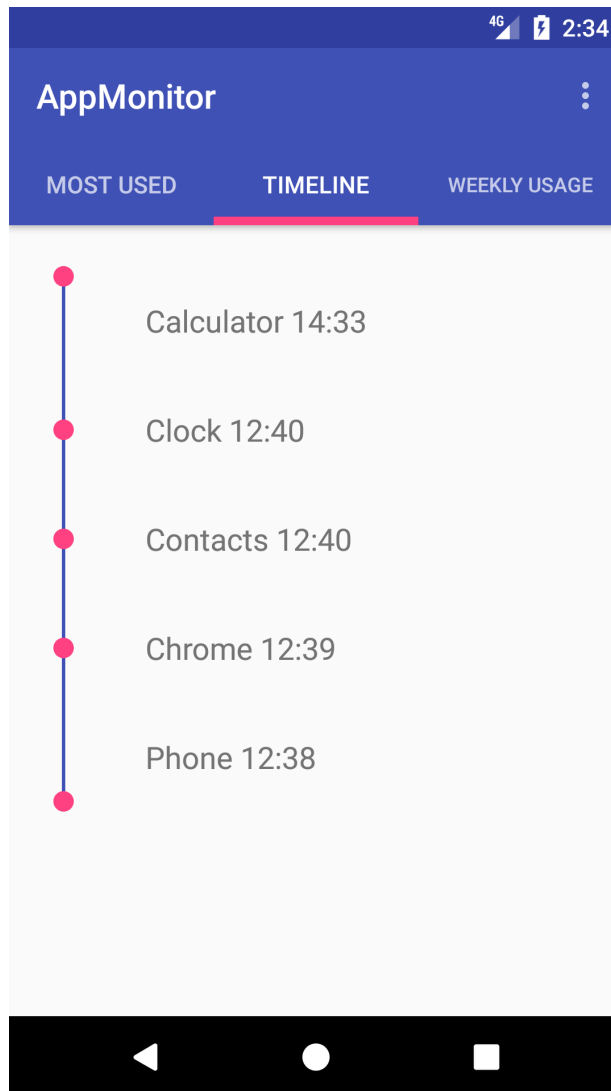 4G 2:34
AppMonitor
MOST USED TIMELINE WEEKLY USAGE
Calculator 14:33
Clock 12:40
Contacts 12:40
Chrome 12:39
Phone 12:38